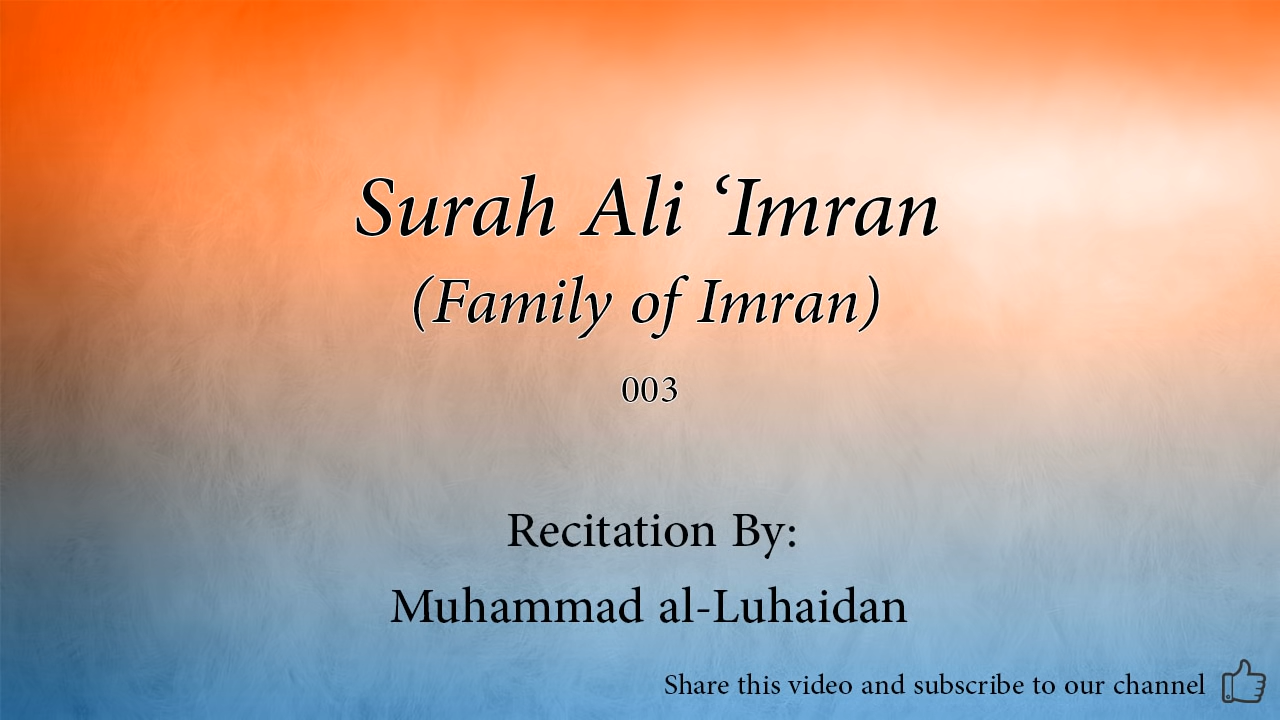 Surah Ali ‘Imran
(Family of Imran)
003
Recitation By:
Muhammad al-Luhaidan
Share this video and subscribe to our channel